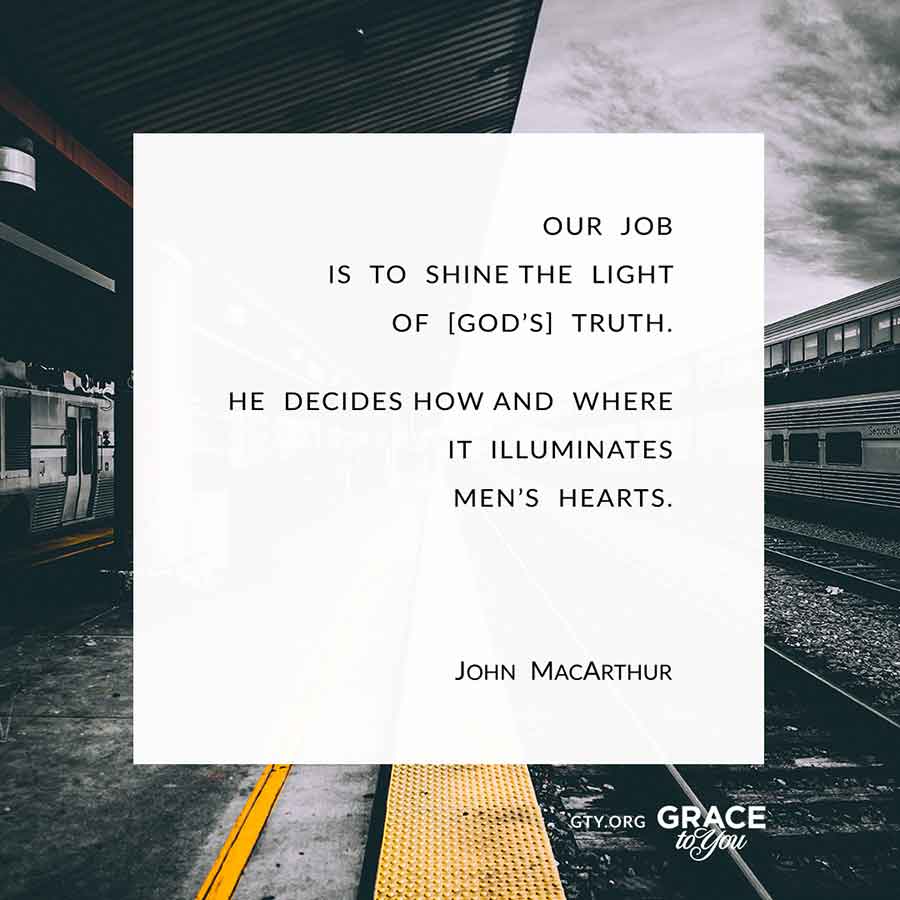 OUR JOB
IS TO SHINE THE LIGHT
OF [GOD’S] TRUTH.
HE DECIDES HOW AND WHERE
IT ILLUMINATES
MEN’S HEARTS.
JOHN MACARTHUR
GTY.ORG GRACE
to You